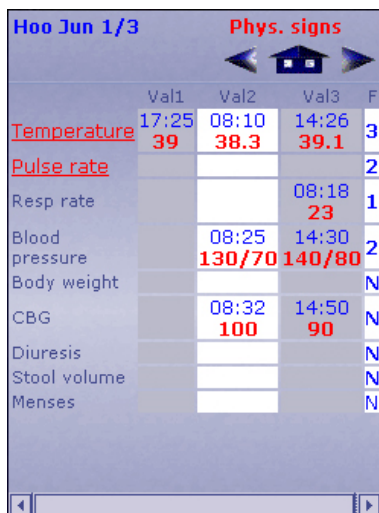 Hoo Jun 1/3 Phys. signs
Val1 Val2 Val3 F
Temperature 17:25 39 08:10 38.3 14:26 39.1 3
Pulse rate 2
Resp rate 08:18 23 1
Blood pressure 08:25 130/70 14:30 140/80 2
Body weight N
CBG 08:32 100 14:50 90 N
Diuresis N
Stool volume N
Menses N